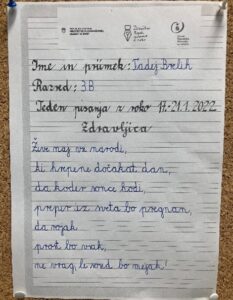 Ime in priimek: Tadej Brelih
Razred: 3.B
Teden pisanja z roko 17.-21.1.2022
Zdravljica
Žive naj vsi narodi,
ki hrepene dočakat dan,
da koder sonce hodi,
prepir iz sveta bo pregnan,
da rojak
prost bo vsak,
ne vrag, le sosed bo mejak!